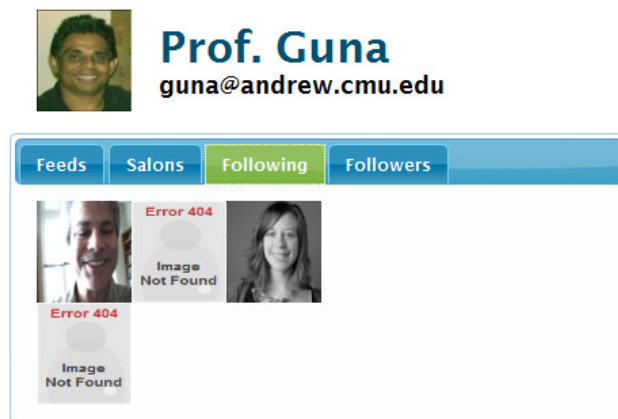 Prof. Guna
guna@andrew.cmu.edu
Feeds Salons Following Followers
Error 404
Image
Not Found
Error 404
Image
Not Found